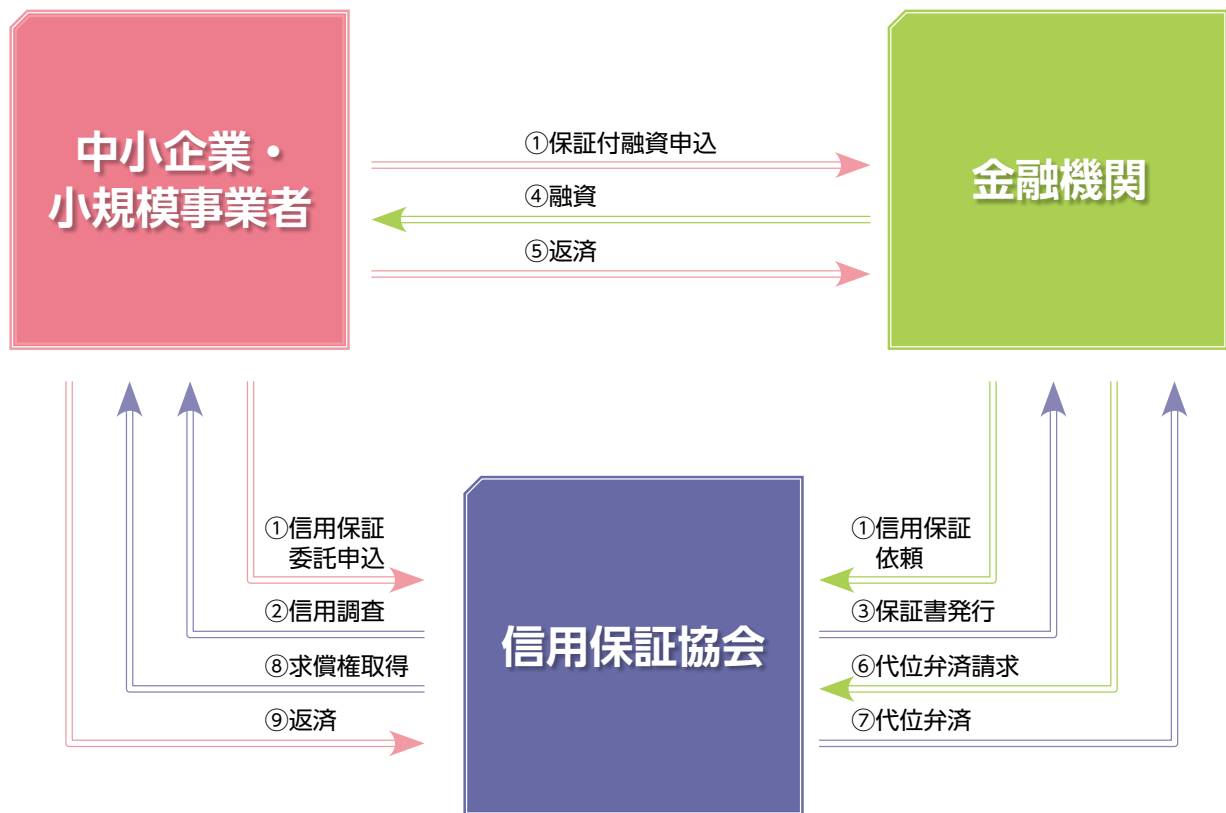 中小企業・
小規模事業者
金融機関
①保証付融資申込
④融資
⑤返済
①信用保証
委託申込
②信用調査
⑧求償権取得
⑨返済
信用保証協会
①信用保証
依頼
③保証書発行
⑥代位弁済請求
⑦代位弁済